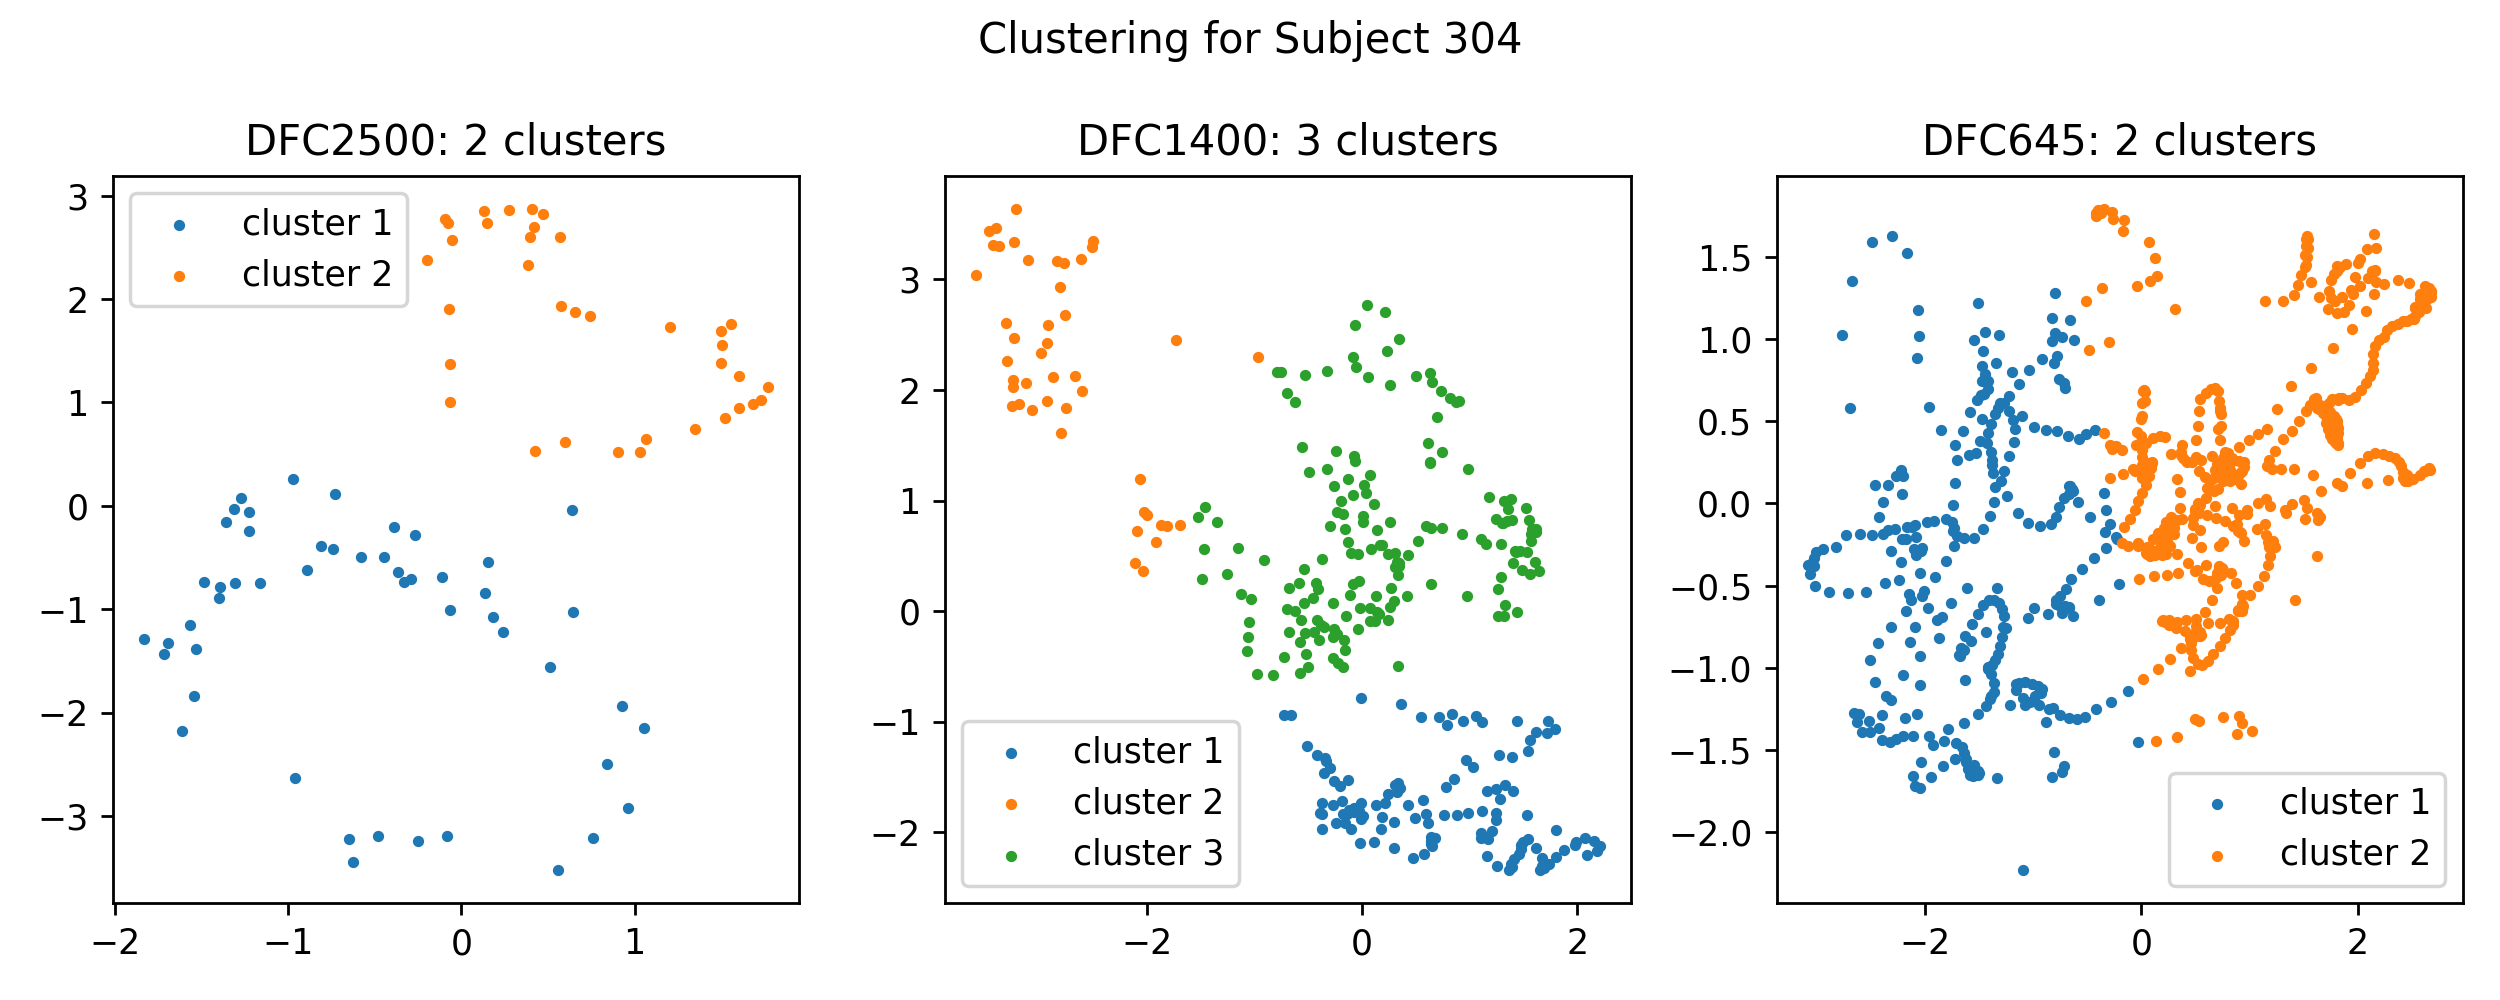 Clustering for Subject 304
DFC2500: 2 clusters
3
2
1
0
−1
−2
−3
−2
−1
0
1
cluster 1
cluster 2
DFC1400: 3 clusters
3
2
1
0
−1
−2
−2
0
2
cluster 1
cluster 2
cluster 3
DFC645: 2 clusters
1.5
1.0
0.5
0.0
−0.5
−1.0
−1.5
−2.0
−2
0
2
cluster 1
cluster 2